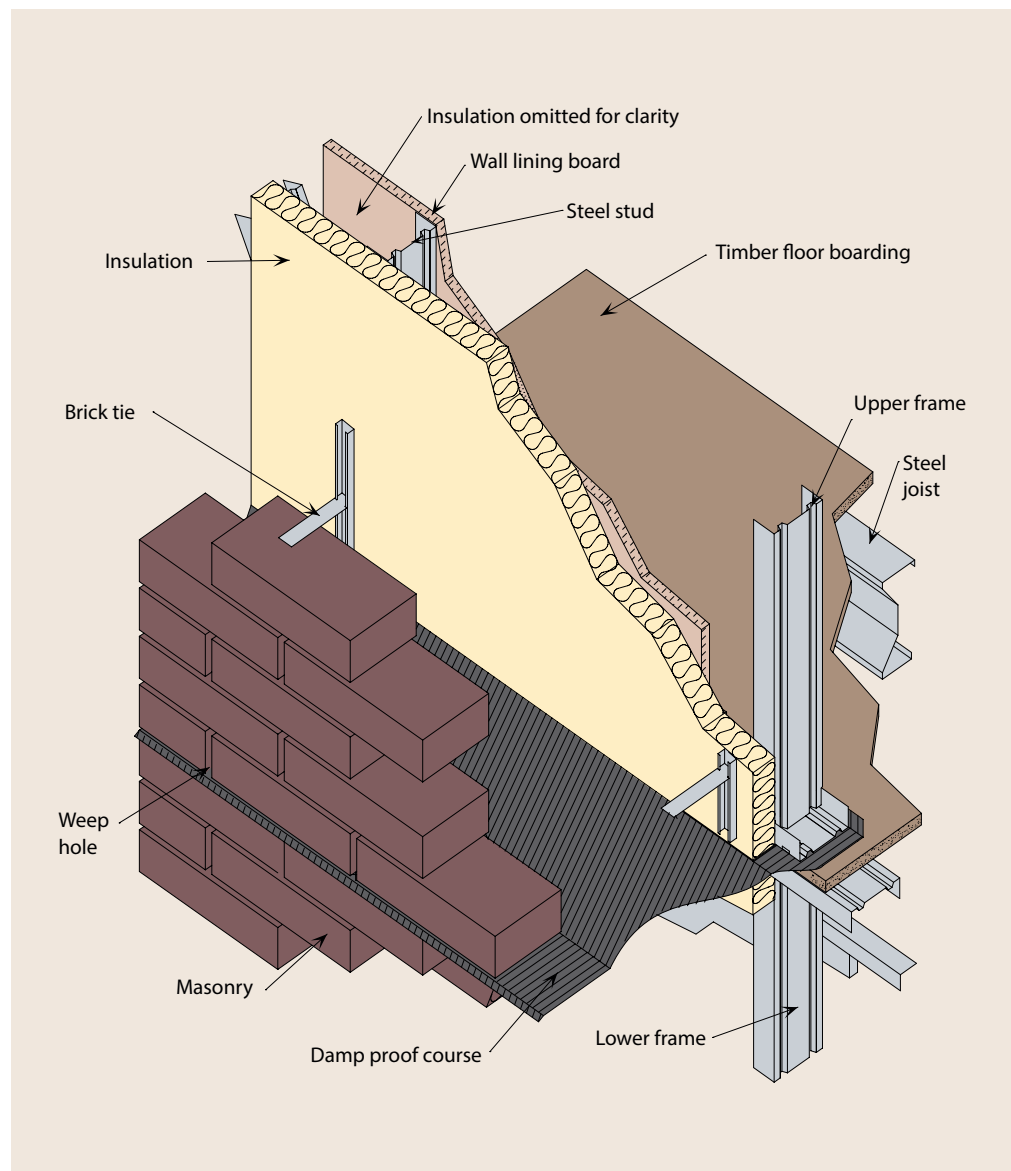 Insulation omitted for clarity
Wall lining board
Steel stud
Timber floor boarding
Insulation
Brick tie
Upper frame
Steel
joist
Weep
hole
Masonry
Damp proof course
Lower frame